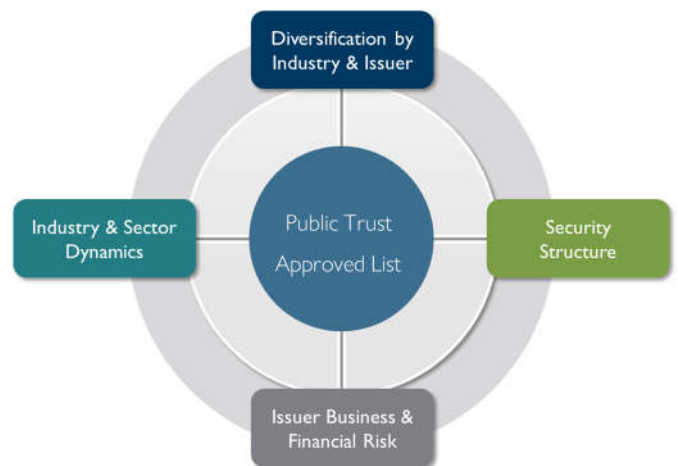 Diversification by
Industry & Issuer
Industry & Sector
Dynamics
Public Trust
Approved List
Security
Structure
Issuer Business &
Financial Risk